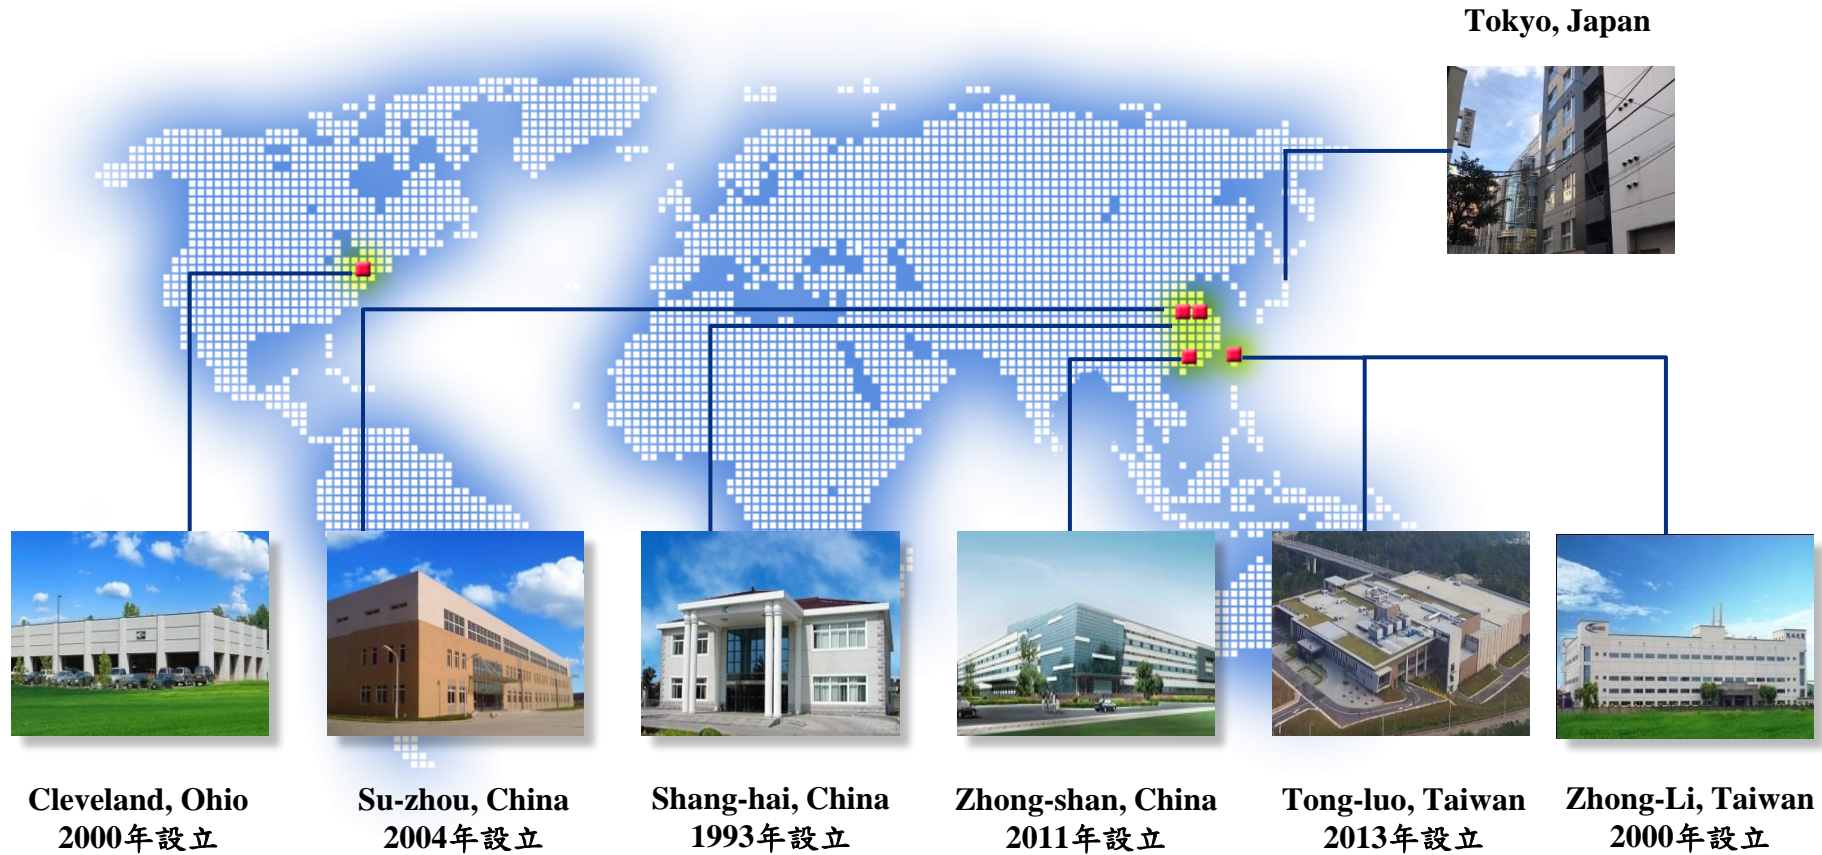 Tokyo, Japan
Cleveland, Ohio
2000年設立
Su-zhou, China
2004年設立
Shang-hai, China
1993年設立
Zhong-shan, China
2011年設立
Tong-luo, Taiwan
2013年設立
Zhong-Li, Taiwan
2000年設立